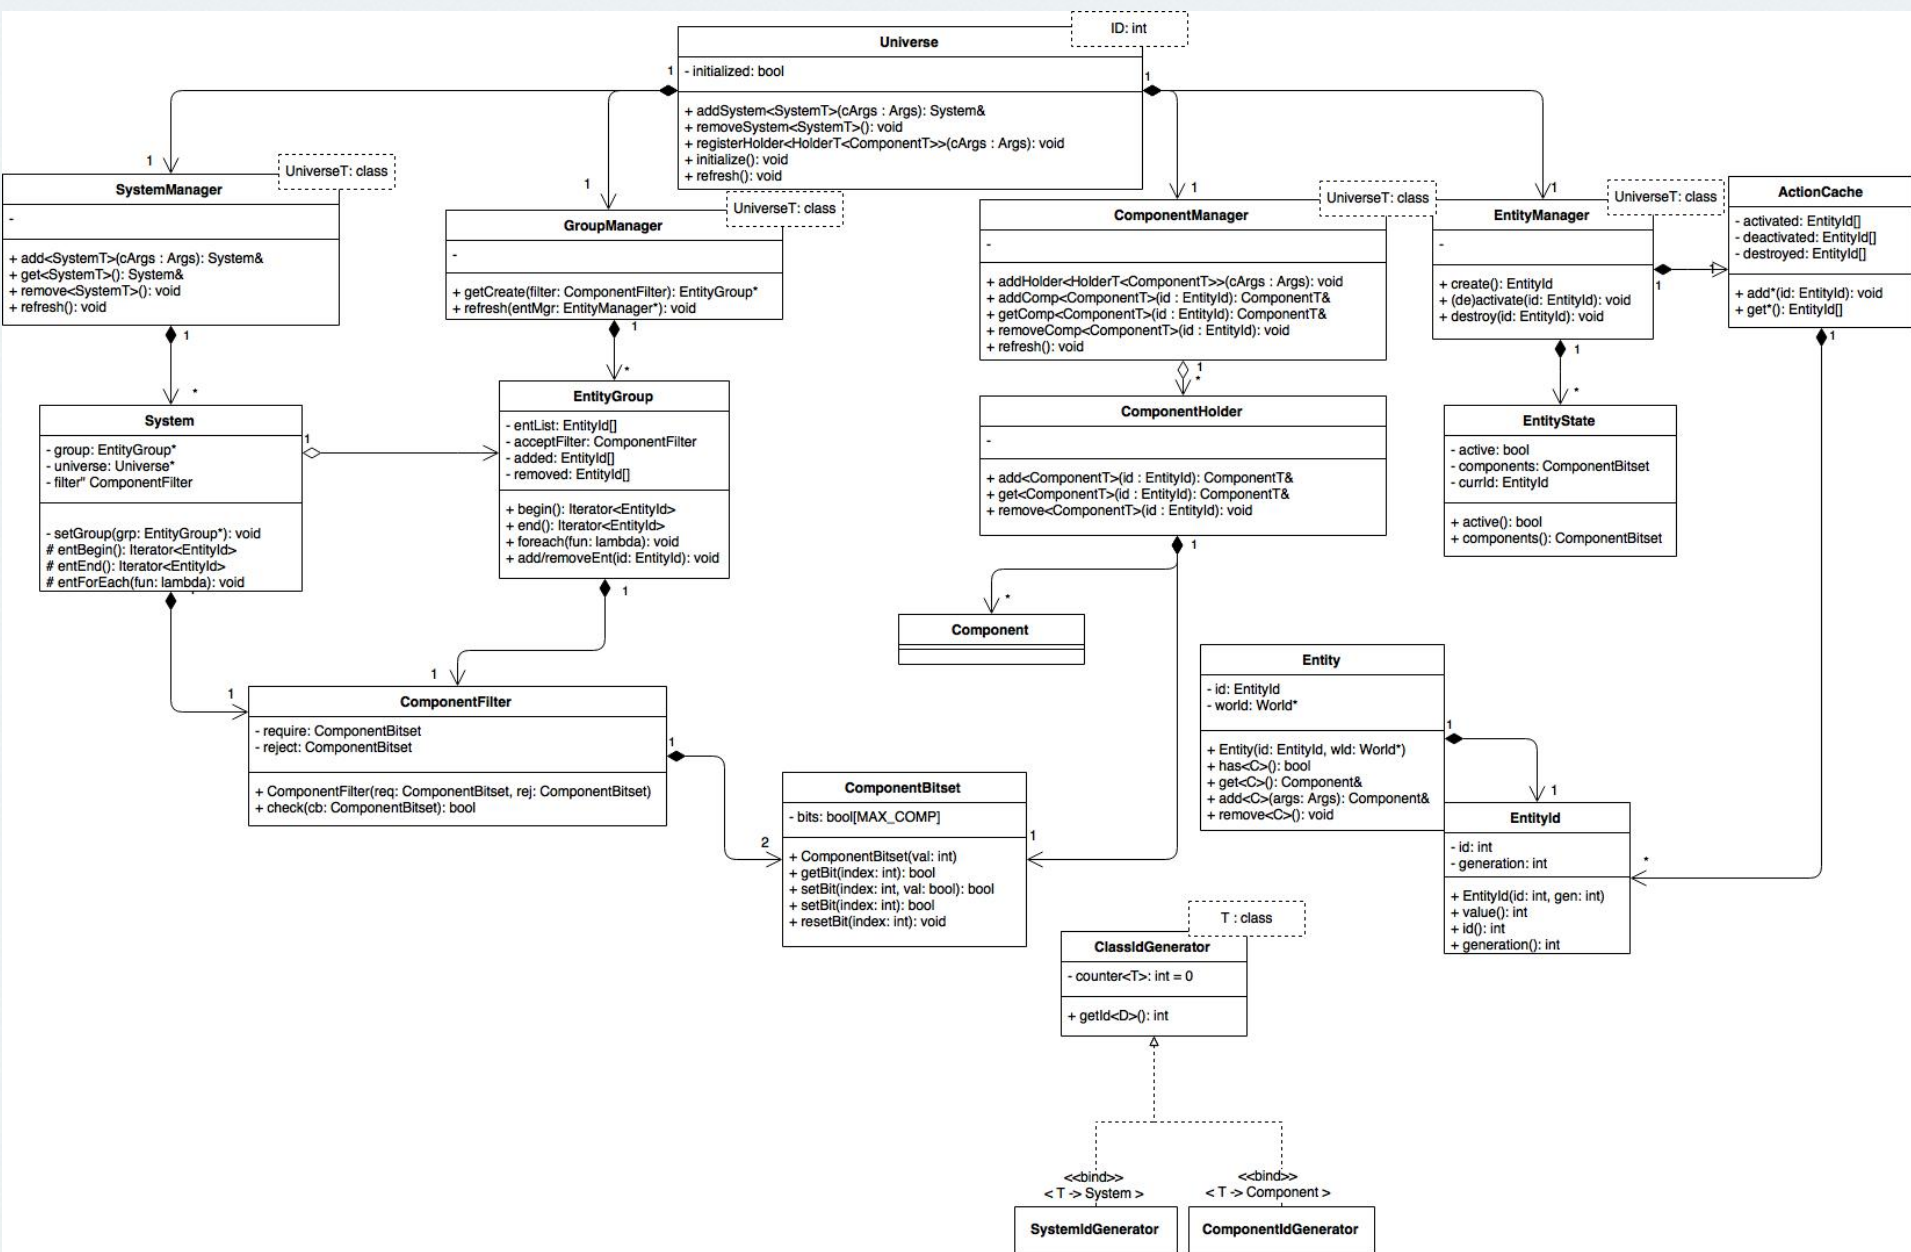 ID: int
Universe
- initialized: bool
+ addSystem<SystemT>(cArgs : Args): System&
+ removeSystem<SystemT>(): void
+ registerHolder<HolderT<ComponentT>>(cArgs : Args): void
+ initialize(): void
+ refresh(): void
1
1
1
1
1
1
UniverseT: class
SystemManager
-
+ add<SystemT>(cArgs : Args): System&
+ get<SystemT>(): System&
+ remove<SystemT>(): void
+ refresh(): void
1
*
UniverseT: class
GroupManager
-
+ getCreate(filter: ComponentFilter): EntityGroup*
+ refresh(entMgr: EntityManager*): void
1
*
UniverseT: class
ComponentManager
-
+ addHolder<HolderT<ComponentT>>(cArgs : Args): void
+ addComp<ComponentT>(id : EntityId): ComponentT&
+ getComp<ComponentT>(id : EntityId): ComponentT&
+ removeComp<ComponentT>(id : EntityId): void
+ refresh(): void
1
*
UniverseT: class
EntityManager
-
+ create(): EntityId
+ (de)activate(id: EntityId): void
+ destroy(id: EntityId): void
1
1
1
*
ActionCache
- activated: EntityId[]
- deactivated: EntityId[]
- destroyed: EntityId[]
+ add*(id: EntityId): void
+ get*(): EntityId[]
1
System
- group: EntityGroup*
- universe: Universe*
- filter" ComponentFilter
- setGroup(grp: EntityGroup*): void
# entBegin(): Iterator<EntityId>
# entEnd(): Iterator<EntityId>
# entForEach(fun: lambda): void
1
EntityGroup
- entList: EntityId[]
- acceptFilter: ComponentFilter
- added: EntityId[]
- removed: EntityId[]
+ begin(): Iterator<EntityId>
+ end(): Iterator<EntityId>
+ foreach(fun: lambda): void
+ add/removeEnt(id: EntityId): void
1
1
1
ComponentHolder
-
+ add<ComponentT>(id : EntityId): ComponentT&
+ get<ComponentT>(id : EntityId): ComponentT&
+ remove<ComponentT>(id : EntityId): void
1
*
EntityState
- active: bool
- components: ComponentBitset
- currId: EntityId
+ active(): bool
+ components(): ComponentBitset
Component
ComponentFilter
- require: ComponentBitset
- reject: ComponentBitset
+ ComponentFilter(req: ComponentBitset, rej: ComponentBitset)
+ check(cb: ComponentBitset): bool
1
2
ComponentBitset
- bits: bool[MAX_COMP]
+ ComponentBitset(val: int)
+ getBit(index: int): bool
+ setBit(index: int, val: bool): bool
+ setBit(index: int): bool
+ resetBit(index: int): void
1
Entity
- id: EntityId
- world: World*
+ Entity(id: EntityId, wld: World*)
+ has<C>(): bool
+ get<C>(): Component&
+ add<C>(args: Args): Component&
+ remove<C>(): void
1
1
EntityId
- id: int
- generation: int
+ EntityId(id: int, gen: int)
+ value(): int
+ id(): int
+ generation(): int
*
T : class
ClassIdGenerator
- counter<T>: int = 0
+ getId<D>(): int
<<bind>>
< T -> System >
SystemIdGenerator
<<bind>>
< T -> Component >
ComponentIdGenerator